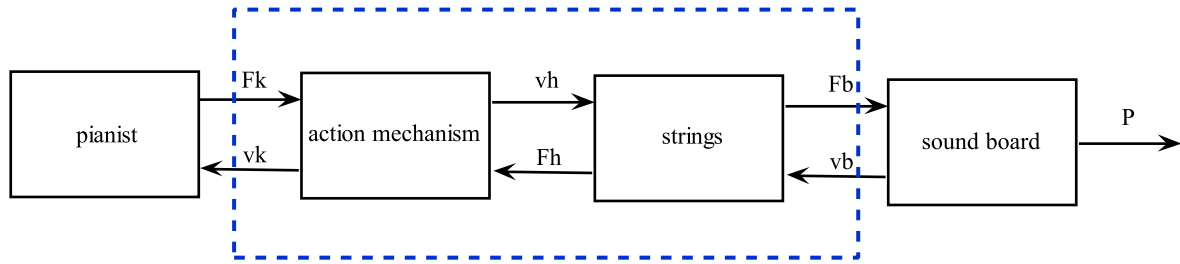 pianist
Fk
vk
action mechanism
vh
Fh
strings
Fb
vb
sound board
P